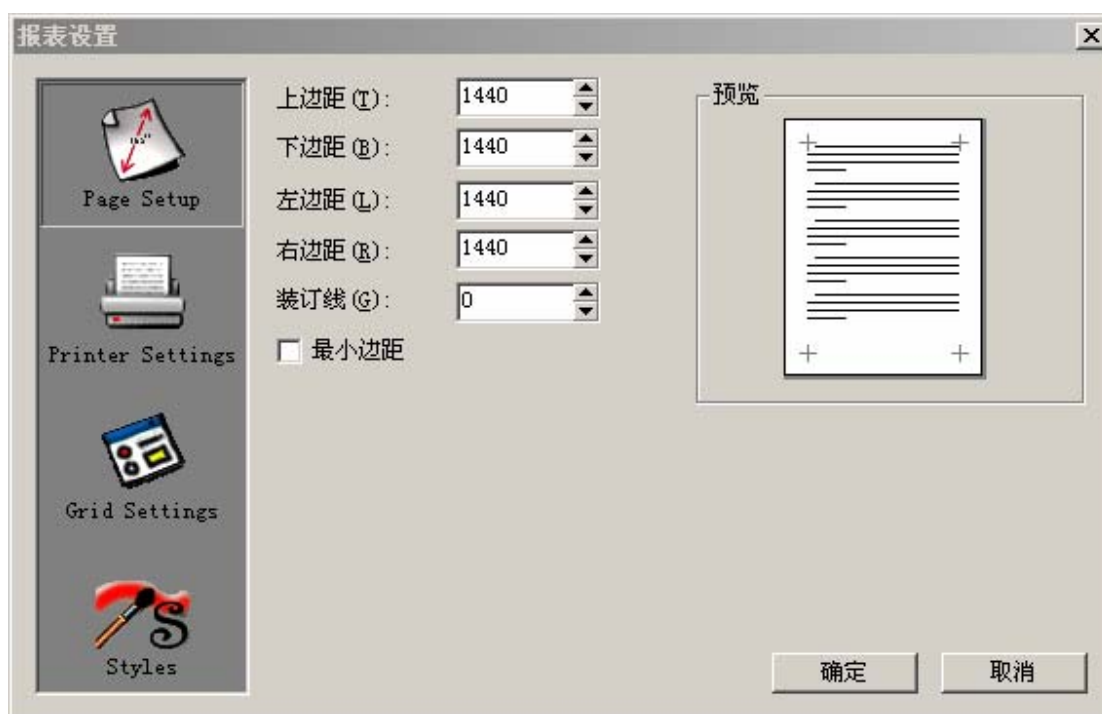 报表设置
Page Setup
Printer Settings
Grid Settings
Styles
上边距(T): 1440
下边距(B): 1440
左边距(L): 1440
右边距(R): 1440
装订线(G): 0
最小边距
预览
确定 取消